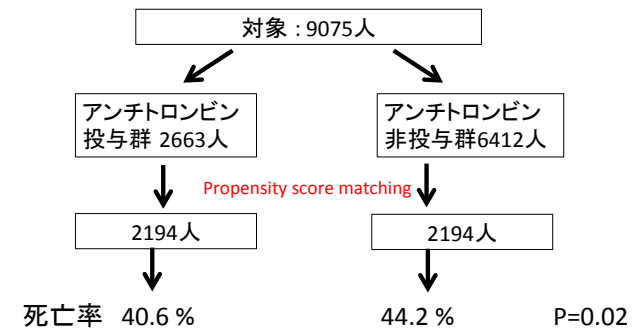 対象：9075人
アンチトロンビン
投与群 2663人
アンチトロンビン
非投与群6412人
Propensity score matching
2194人
2194人
死亡率 40.6 % 44.2 % P=0.02